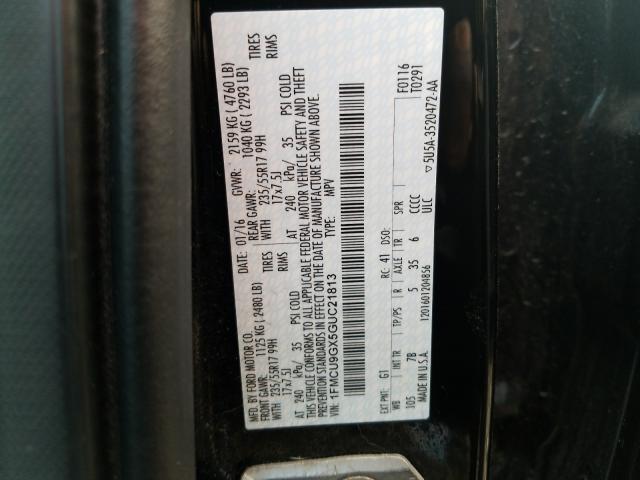 MFD. BY FORD MOTOR CO.
DATE: 01/16 GVWR: 2159 KG ( 4760 LB)
FRONT GAWR: 1125 KG ( 2480 LB) REAR GAWR: 1040 KG ( 2293 LB)
WITH 235/55R17 99H TIRES WITH 235/55R17 99H TIRES
17x7.5J RIMS 17x7.5J RIMS
AT 240 kPa/ 35 PSI COLD AT 240 kPa/ 35 PSI COLD
THIS VEHICLE CONFORMS TO ALL APPLICABLE FEDERAL MOTOR VEHICLE SAFETY AND THEFT
PREVENTION STANDARDS IN EFFECT ON THE DATE OF MANUFACTURE SHOWN ABOVE.
VIN: 1FMCU9GX5GUC21813 TYPE: MPV
F0116
T0291
EXT PNT: G1 RC: 41 DSO:
WB INT TR TP/PS R AXLE TR SPR
105 7B 5 35 6 CCCC
MADE IN U.S.A. 1201601204856 ULC
▽5U5A-3520472-AA